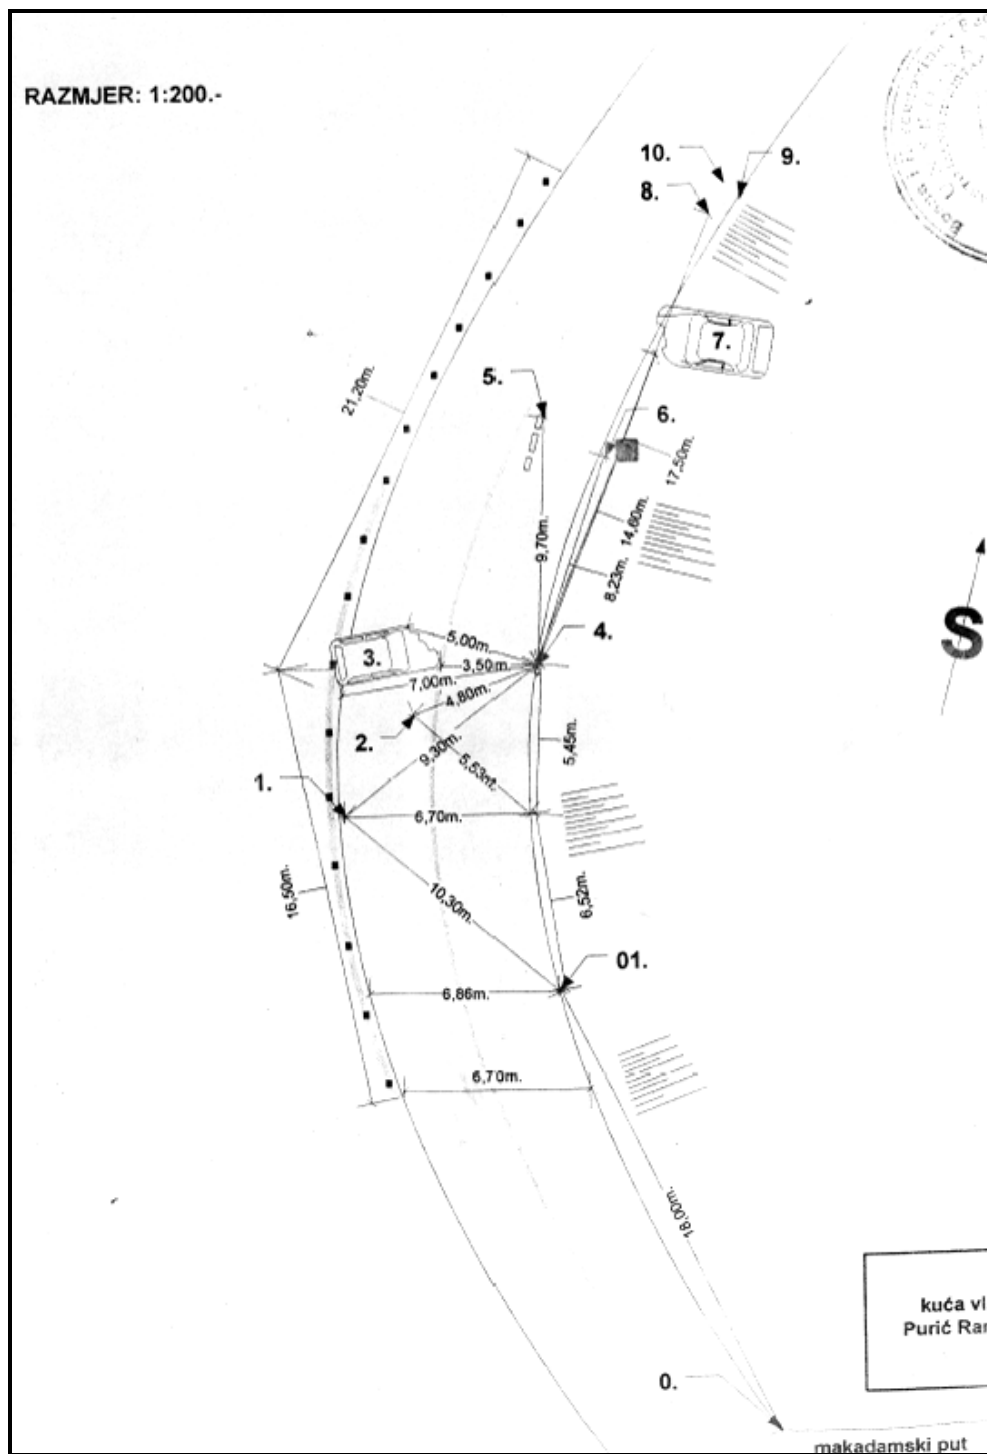 RAZMJER: 1:200.-
10.
9.
8.
7.
21,20m.
5.
6.
17,50m.
14,60m.
9,70m.
8,23m.
S
4.
5,00m.
3.
3,50m.
7,00m.
4,80m.
2.
9,30m.
5,53m.
5,45m.
1.
6,70m.
16,50m.
10,30m.
6,52m.
01.
6,86m.
6,70m.
18,00m.
kuća vl
Purić Ram
0.
makadamski put